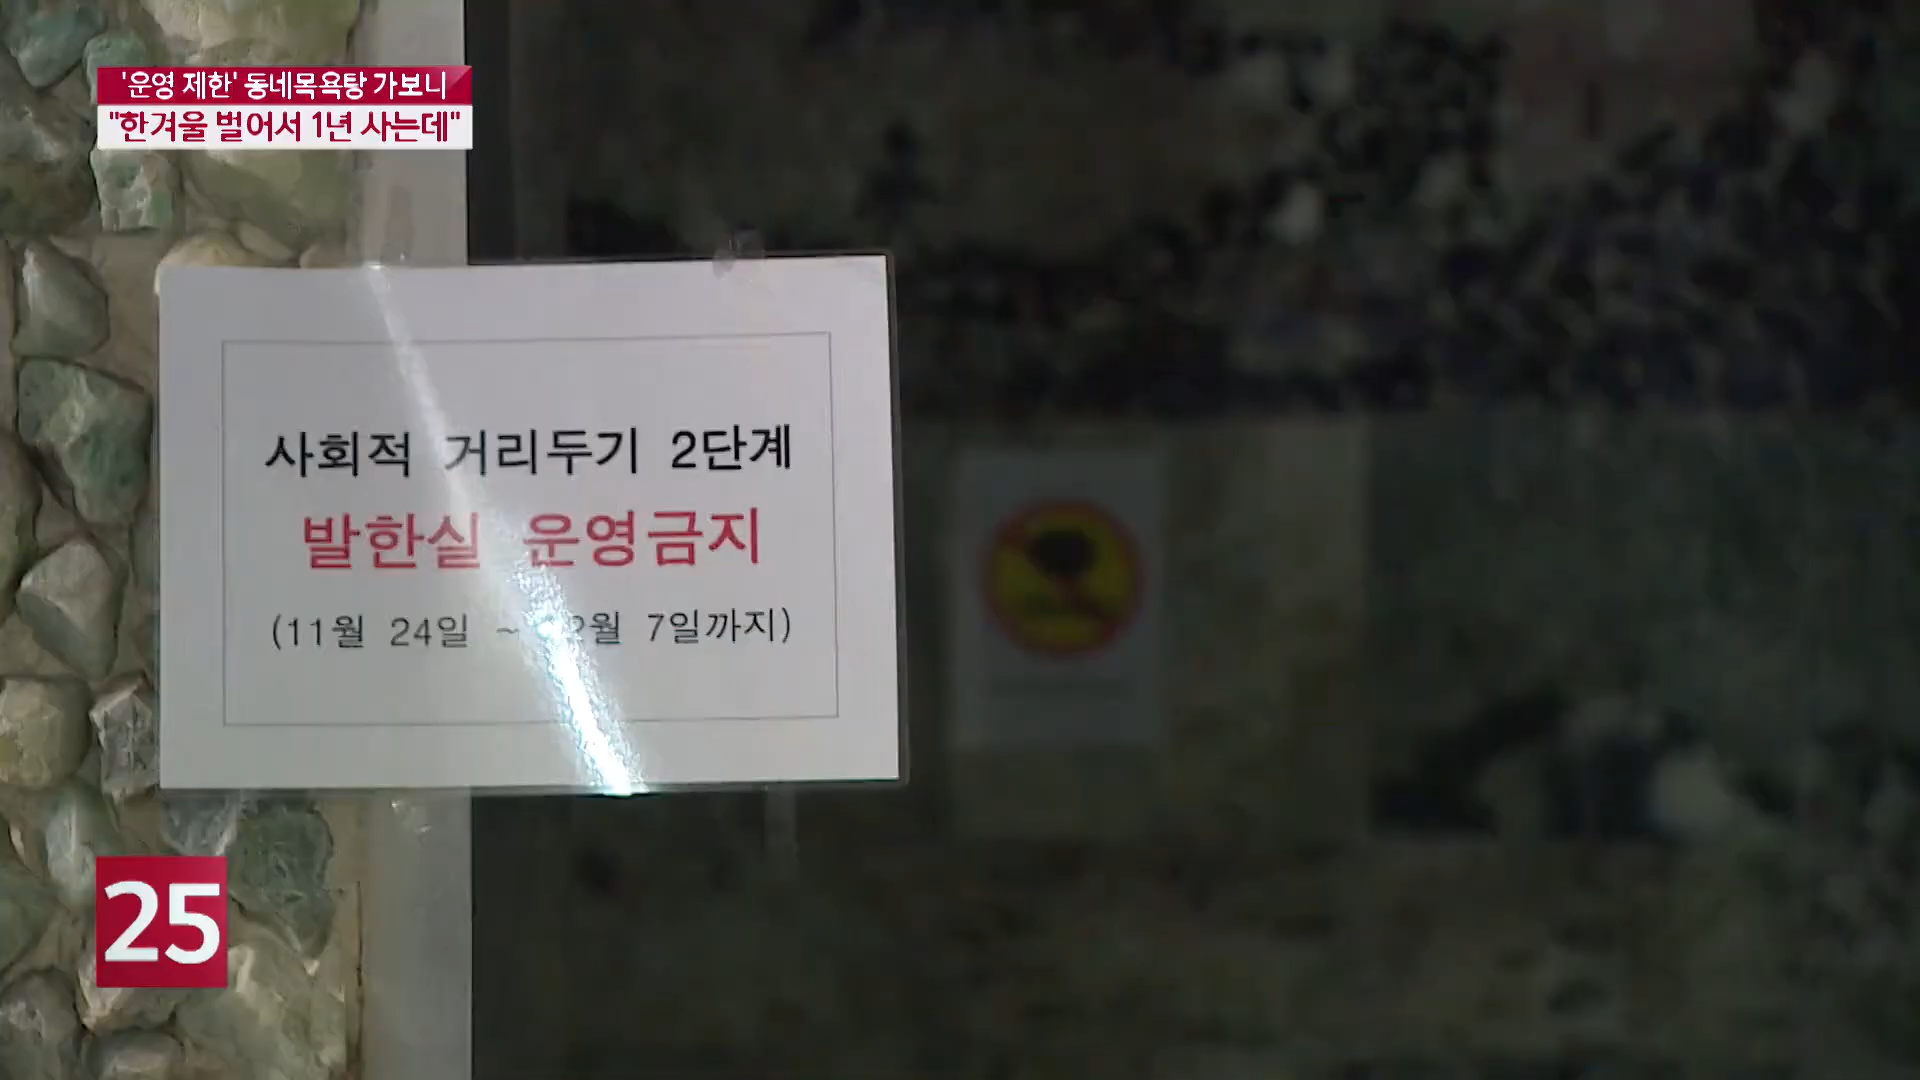 '운영 제한' 동네목욕탕 가보니
"한겨울 벌어서 1년 사는데"
사회적 거리두기 2단계
발한실 운영금지
(11월 24일 ~ 12월 7일까지)
25